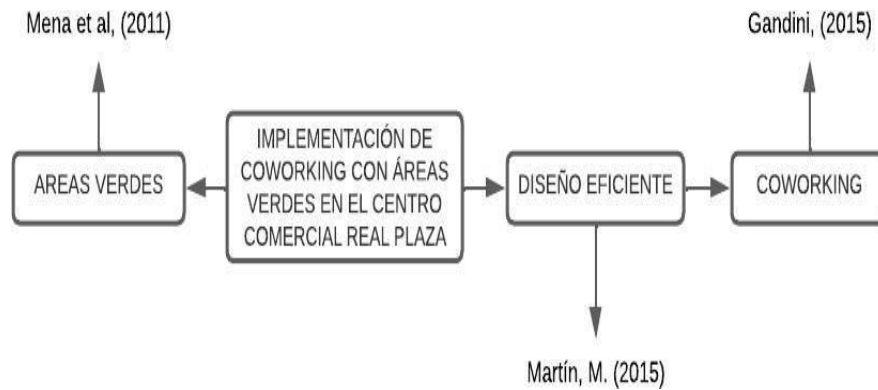 Mena et al, (2011)
Gandini, (2015)
AREAS VERDES
IMPLEMENTACIÓN DE
COWORKING CON ÁREAS
VERDES EN EL CENTRO
COMERCIAL REAL PLAZA
DISEÑO EFICIENTE
COWORKING
Martín, M. (2015)